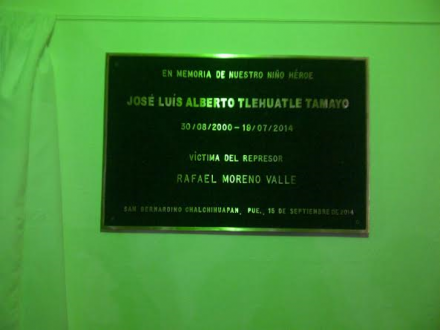 EN MEMORIA DE NUESTRO NIÑO HÉROE
JOSÉ LUIS ALBERTO TLEHUATLE TAMAYO
30/08/2000-19/07/2014
VÍCTIMA DEL REPRESOR
RAFAEL MORENO VALLE
SAN BERNARDINO CHALCHIHUAPAN, PUE., 15 DE SEPTIEMBRE DE 2014